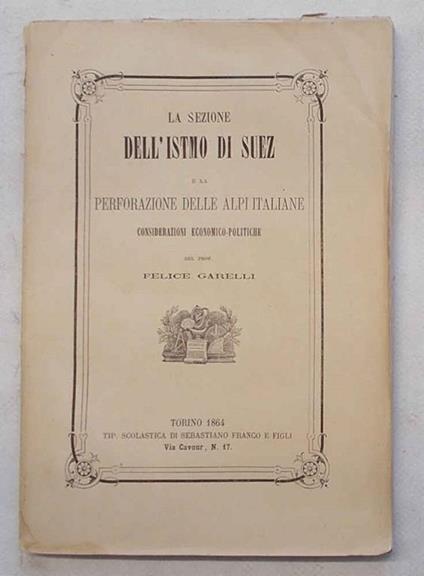 LA SEZIONE
DELL'ISTMO DI SUEZ
E LA
PERFORAZIONE DELLE ALPI ITALIANE
CONSIDERAZIONI ECONOMICO-POLITICHE
DEL PROF.
FELICE GARELLI
TORINO 1864
TIP. SCOLASTICA DI SEBASTIANO FRANCO E FIGLI
Via Cavour, N. 17.